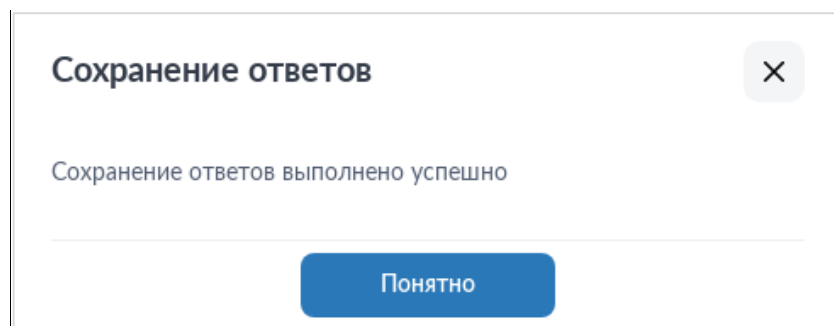 Сохранение ответов
Сохранение ответов выполнено успешно
Понятно